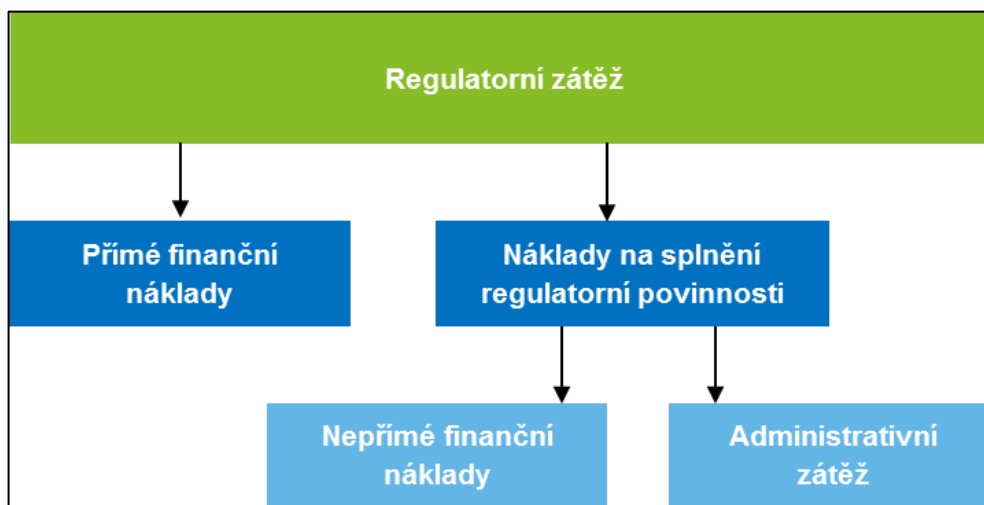 Regulatorní zátěž
Přímé finanční
náklady
Náklady na splnění
regulatorní povinnosti
Nepřímé finanční
náklady
Administrativní
zátěž